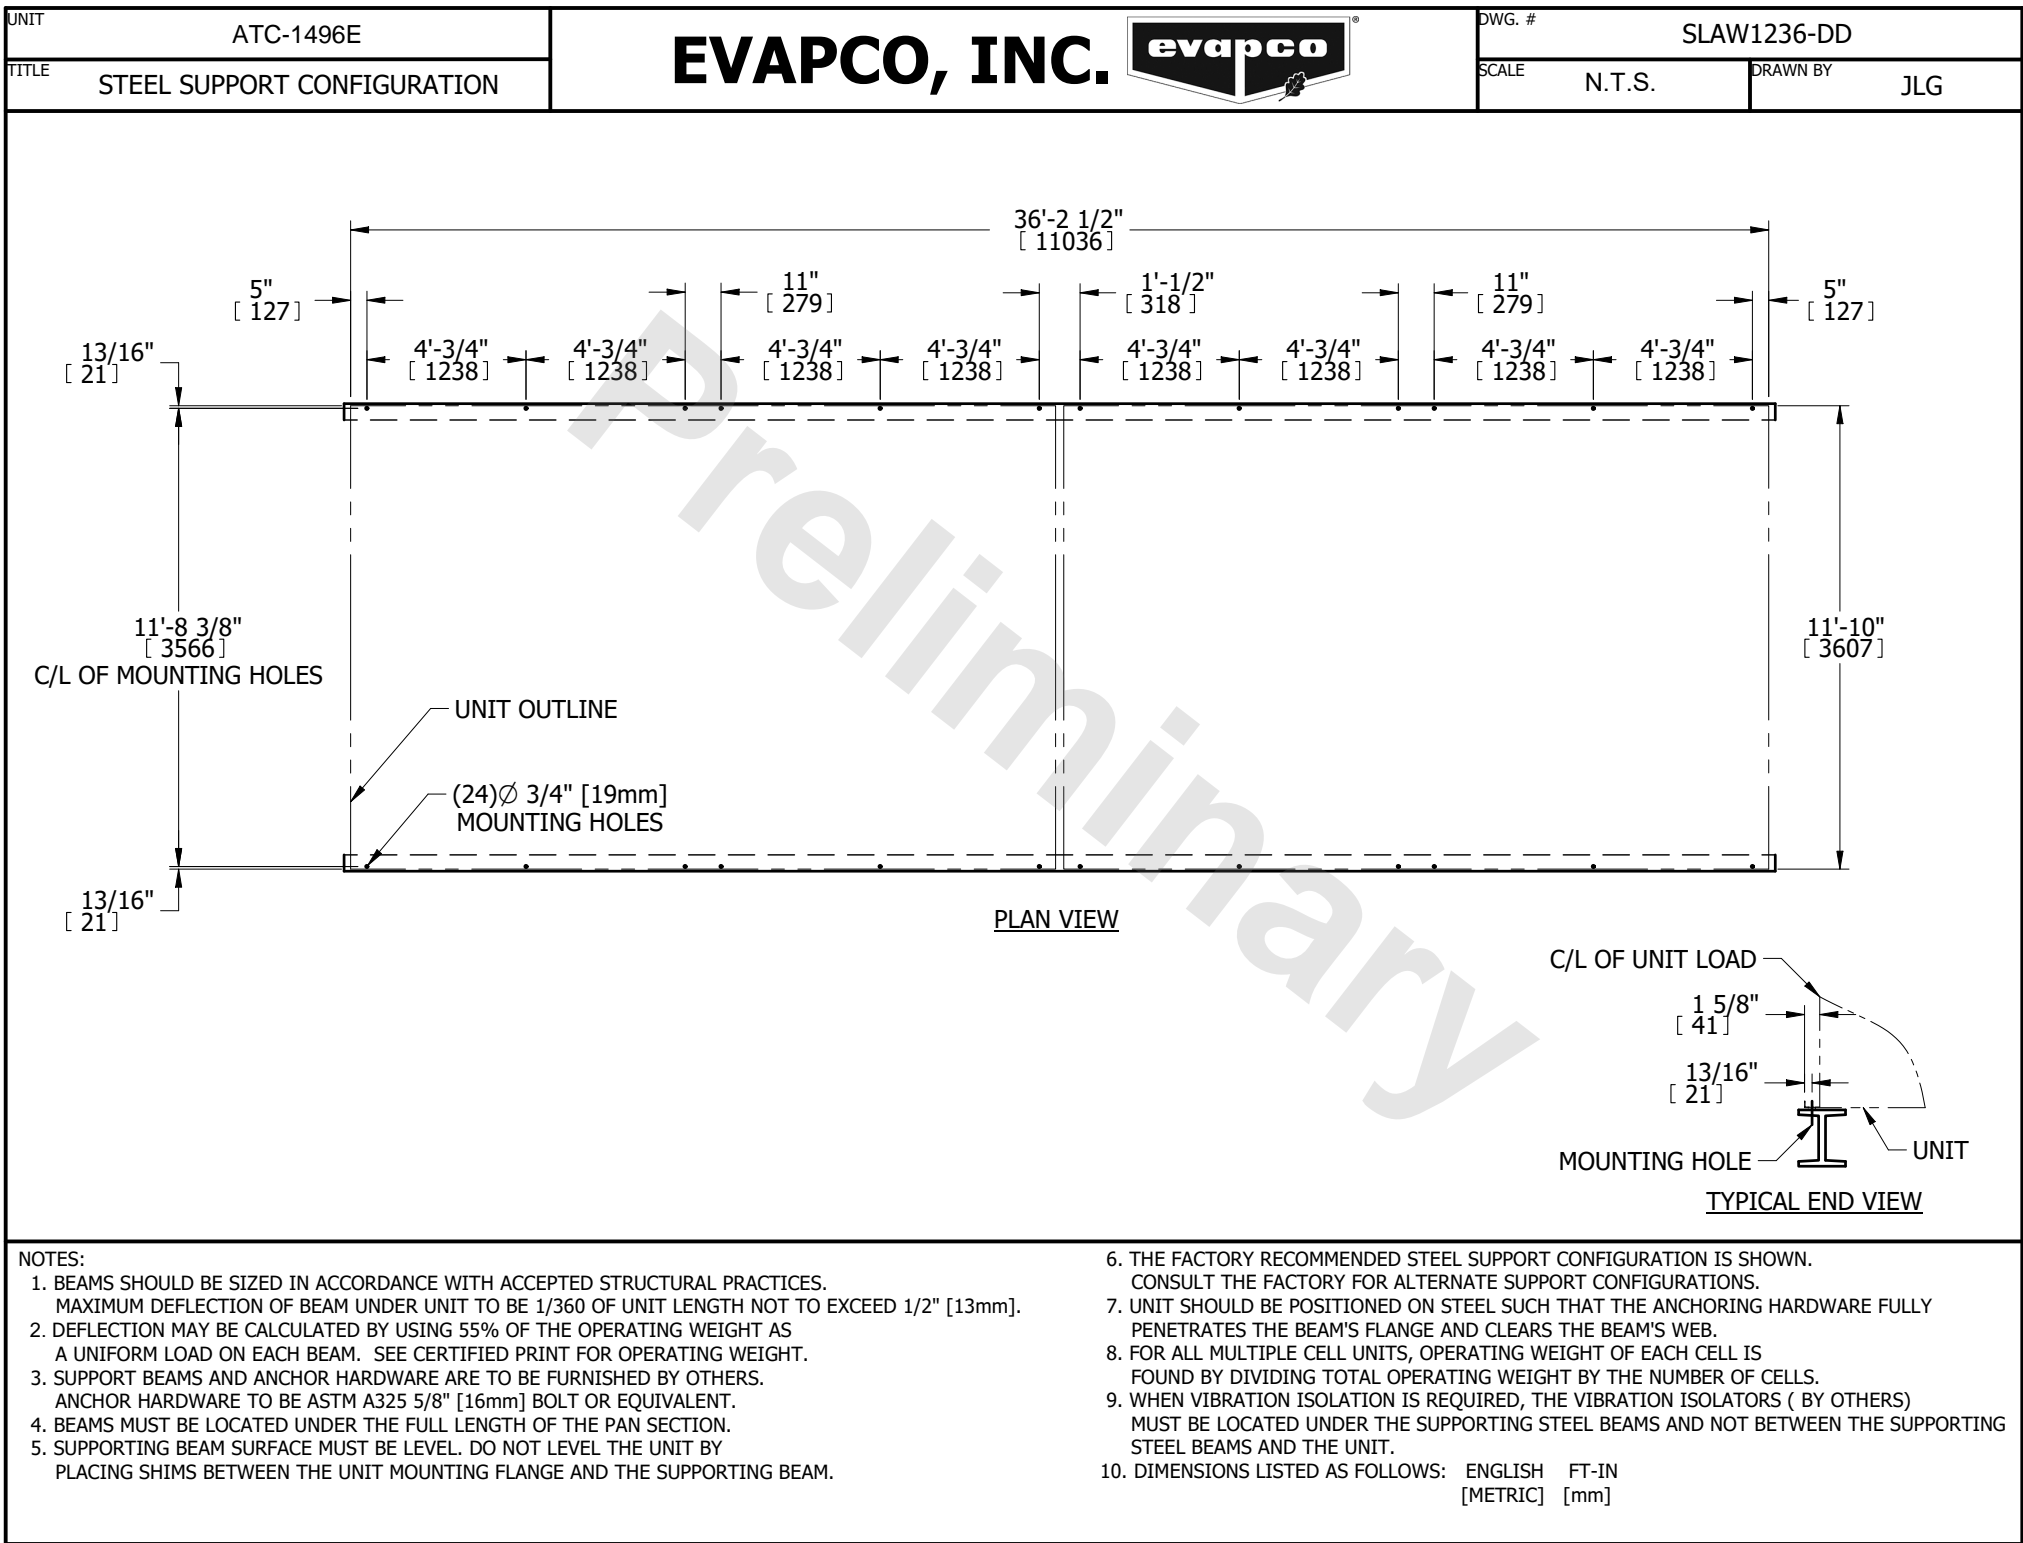 UNIT
ATC-1496E
TITLE
STEEL SUPPORT CONFIGURATION
EVAPCO, INC.
evapco
®
DWG. #
SLAW1236-DD
SCALE
N.T.S.
DRAWN BY
JLG
36'-2 1/2"
[ 11036 ]
5"
[ 127 ]
11"
[ 279 ]
1'-1/2"
[ 318 ]
11"
[ 279 ]
5"
[ 127 ]
13/16"
[ 21 ]
4'-3/4"
[ 1238 ]
4'-3/4"
[ 1238 ]
4'-3/4"
[ 1238 ]
4'-3/4"
[ 1238 ]
4'-3/4"
[ 1238 ]
4'-3/4"
[ 1238 ]
4'-3/4"
[ 1238 ]
4'-3/4"
[ 1238 ]
11'-8 3/8"
[ 3566 ]
C/L OF MOUNTING HOLES
11'-10"
[ 3607 ]
UNIT OUTLINE
(24)∅ 3/4" [19mm]
MOUNTING HOLES
13/16"
[ 21 ]
PLAN VIEW
Preliminary
C/L OF UNIT LOAD
1 5/8"
[ 41 ]
13/16"
[ 21 ]
MOUNTING HOLE
UNIT
TYPICAL END VIEW
NOTES:
1. BEAMS SHOULD BE SIZED IN ACCORDANCE WITH ACCEPTED STRUCTURAL PRACTICES.
MAXIMUM DEFLECTION OF BEAM UNDER UNIT TO BE 1/360 OF UNIT LENGTH NOT TO EXCEED 1/2" [13mm].
2. DEFLECTION MAY BE CALCULATED BY USING 55% OF THE OPERATING WEIGHT AS
A UNIFORM LOAD ON EACH BEAM. SEE CERTIFIED PRINT FOR OPERATING WEIGHT.
3. SUPPORT BEAMS AND ANCHOR HARDWARE ARE TO BE FURNISHED BY OTHERS.
ANCHOR HARDWARE TO BE ASTM A325 5/8" [16mm] BOLT OR EQUIVALENT.
4. BEAMS MUST BE LOCATED UNDER THE FULL LENGTH OF THE PAN SECTION.
5. SUPPORTING BEAM SURFACE MUST BE LEVEL. DO NOT LEVEL THE UNIT BY
PLACING SHIMS BETWEEN THE UNIT MOUNTING FLANGE AND THE SUPPORTING BEAM.
6. THE FACTORY RECOMMENDED STEEL SUPPORT CONFIGURATION IS SHOWN.
CONSULT THE FACTORY FOR ALTERNATE SUPPORT CONFIGURATIONS.
7. UNIT SHOULD BE POSITIONED ON STEEL SUCH THAT THE ANCHORING HARDWARE FULLY
PENETRATES THE BEAM'S FLANGE AND CLEARS THE BEAM'S WEB.
8. FOR ALL MULTIPLE CELL UNITS, OPERATING WEIGHT OF EACH CELL IS
FOUND BY DIVIDING TOTAL OPERATING WEIGHT BY THE NUMBER OF CELLS.
9. WHEN VIBRATION ISOLATION IS REQUIRED, THE VIBRATION ISOLATORS ( BY OTHERS)
MUST BE LOCATED UNDER THE SUPPORTING STEEL BEAMS AND NOT BETWEEN THE SUPPORTING
STEEL BEAMS AND THE UNIT.
10. DIMENSIONS LISTED AS FOLLOWS: ENGLISH FT-IN
[METRIC] [mm]